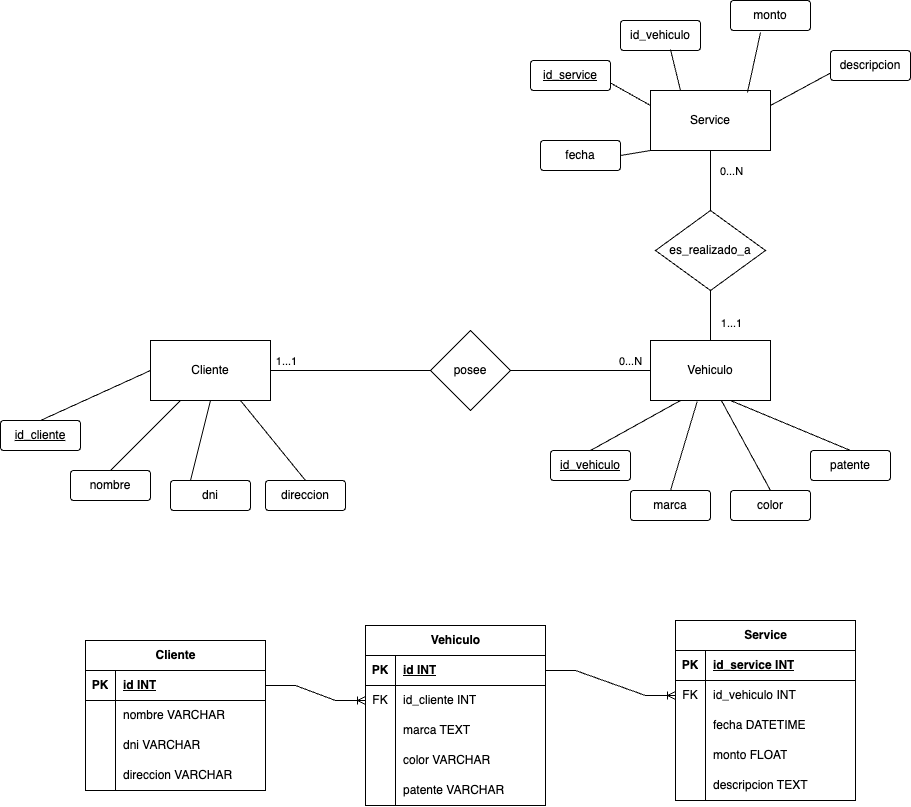 monto
id_vehiculo
descripcion
id_service
Service
fecha
0...N
es_realizado_a
1...1
Cliente
1...1
posee
0...N
Vehiculo
id_cliente
nombre
dni
direccion
id_vehiculo
patente
marca
color
Cliente
PK id INT
nombre VARCHAR
dni VARCHAR
direccion VARCHAR
Vehiculo
PK id INT
FK id_cliente INT
marca TEXT
color VARCHAR
patente VARCHAR
Service
PK id_service INT
FK id_vehiculo INT
fecha DATETIME
monto FLOAT
descripcion TEXT